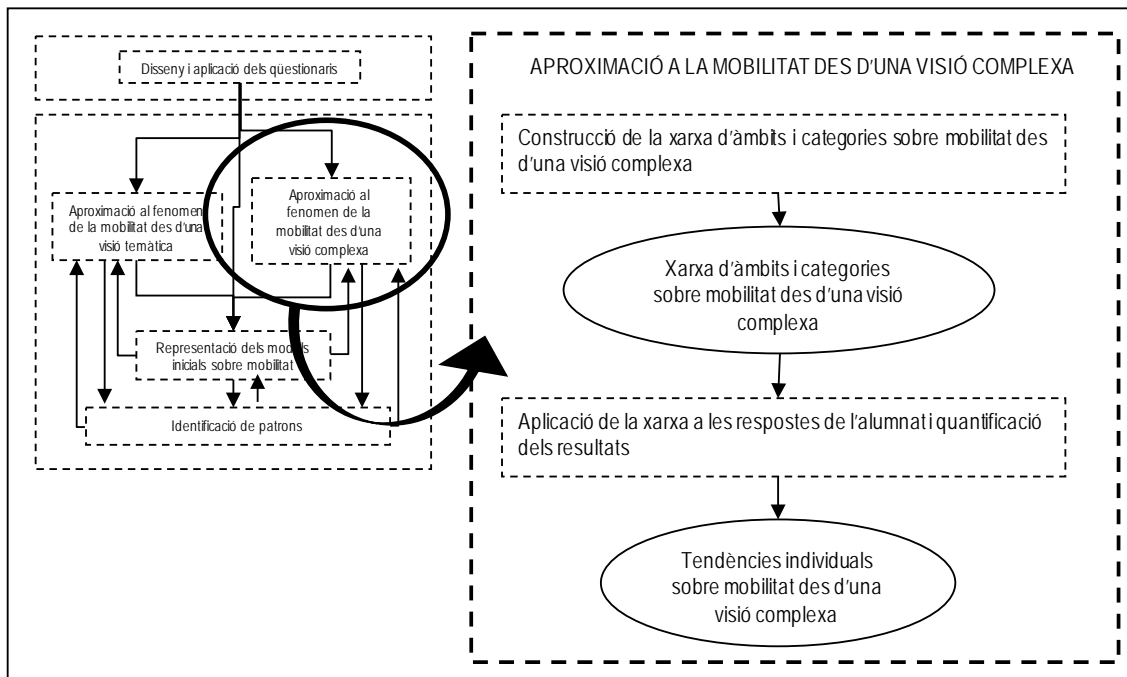 Disseny i aplicació dels qüestionaris
Aproximació al fenomen
de la mobilitat des d'una
visió temàtica
Aproximació al
fenomen de la
mobilitat des d'una
visió complexa
Representació dels models
inicials sobre mobilitat
Identificació de patrons
APROXIMACIÓ A LA MOBILITAT DES D'UNA VISIÓ COMPLEXA
Construcció de la xarxa d'àmbits i categories sobre mobilitat des
d'una visió complexa
Xarxa d'àmbits i categories
sobre mobilitat des d'una visió
complexa
Aplicació de la xarxa a les respostes de l'alumnat i quantificació
dels resultats
Tendències individuals
sobre mobilitat des d'una
visió complexa